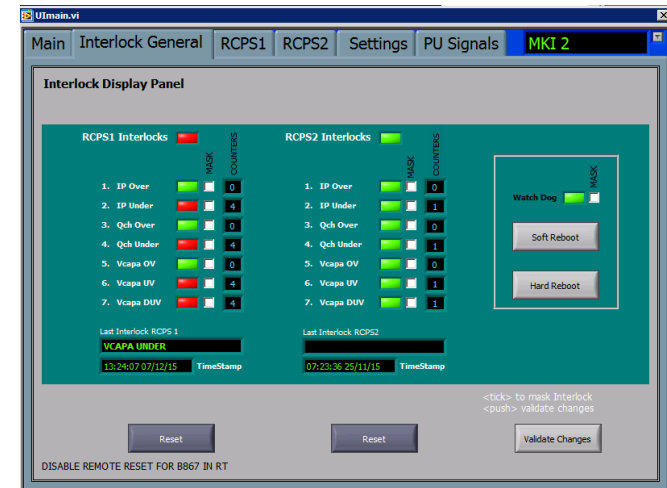 UImain.vi
Main Interlock General RCPS1 RCPS2 Settings PU Signals MKI 2
Interlock Display Panel
RCPS1 Interlocks MASK COUNTERS
1. IP Over 0
2. IP Under 4
3. Qch Over 0
4. Qch Under 4
5. Vcapa OV 0
6. Vcapa UV 4
7. Vcapa DUV 4
Last Interlock RCPS 1
VCAPA UNDER
13:24:07 07/12/15 TimeStamp
RCPS2 Interlocks MASK COUNTERS
1. IP Over 0
2. IP Under 1
3. Qch Over 0
4. Qch Under 1
5. Vcapa OV 0
6. Vcapa UV 1
7. Vcapa DUV 1
Last Interlock RCPS2
07:23:36 25/11/15 TimeStamp
MASK
Watch Dog
Soft Reboot
Hard Reboot
<tick> to mask Interlock
<push> validate changes
Reset Reset Validate Changes
DISABLE REMOTE RESET FOR B867 IN RT